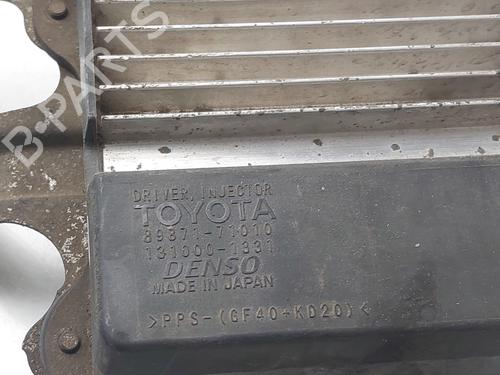 B-PARTS
DRIVER, INJECTOR
TOYOTA
89871-71010
131000-1331
DENSO
MADE IN JAPAN
>PPS-(GF40+KD20)<